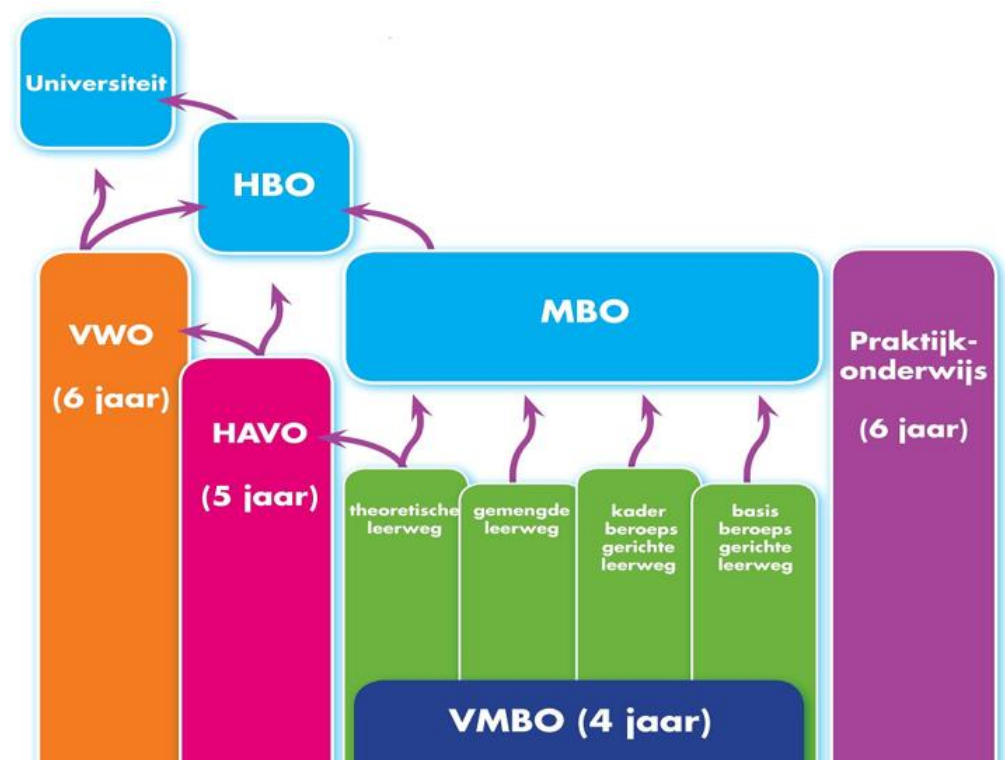 Universiteit
HBO
VWO
(6 jaar)
HAVO
(5 jaar)
MBO
theoretische
leerweg
gemengde
leerweg
kader
beroeps
gerichte
leerweg
basis
beroeps
gerichte
leerweg
VMBO (4 jaar)
Praktijk-
onderwijs
(6 jaar)